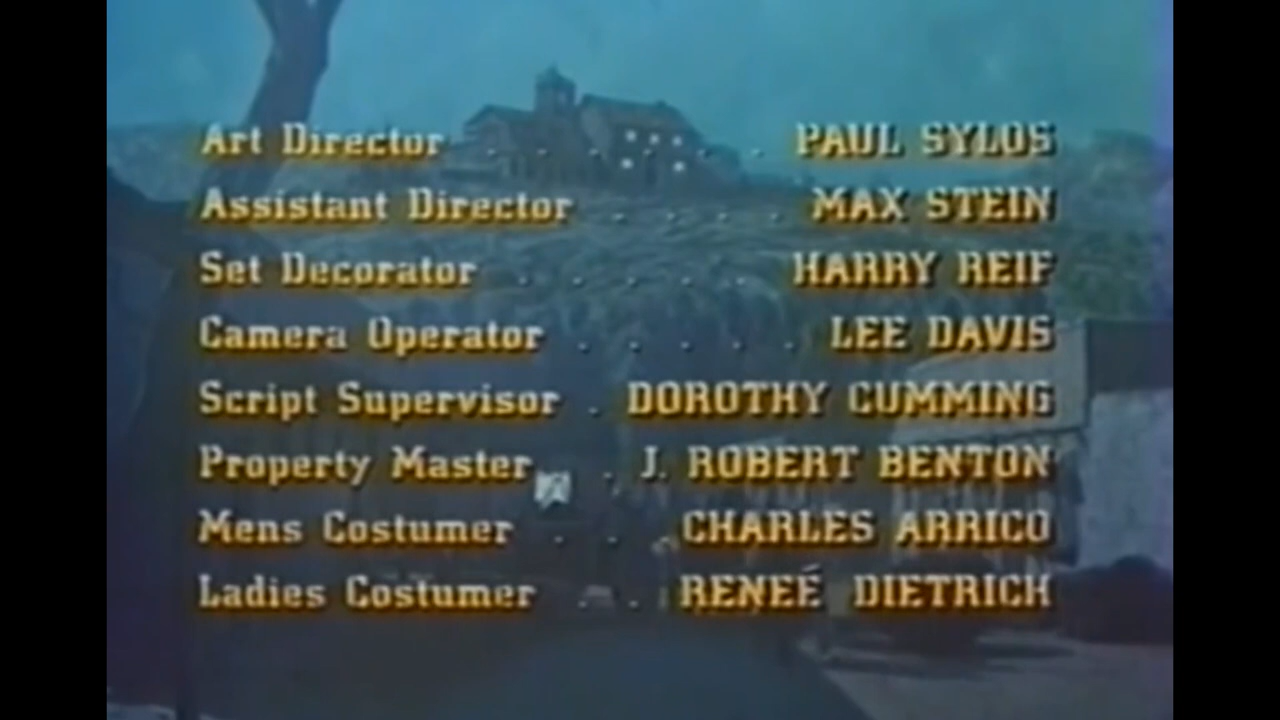 Art Director . . . . . . PAUL SYLOS
Assistant Director . . . . MAX STEIN
Set Decorator . . . . . HARRY REIF
Camera Operator . . . . . LEE DAVIS
Script Supervisor . DOROTHY CUMMING
Property Master . . J. ROBERT BENTON
Mens Costumer . . CHARLES ARRICO
Ladies Costumer . . RENEÉ DIETRICH